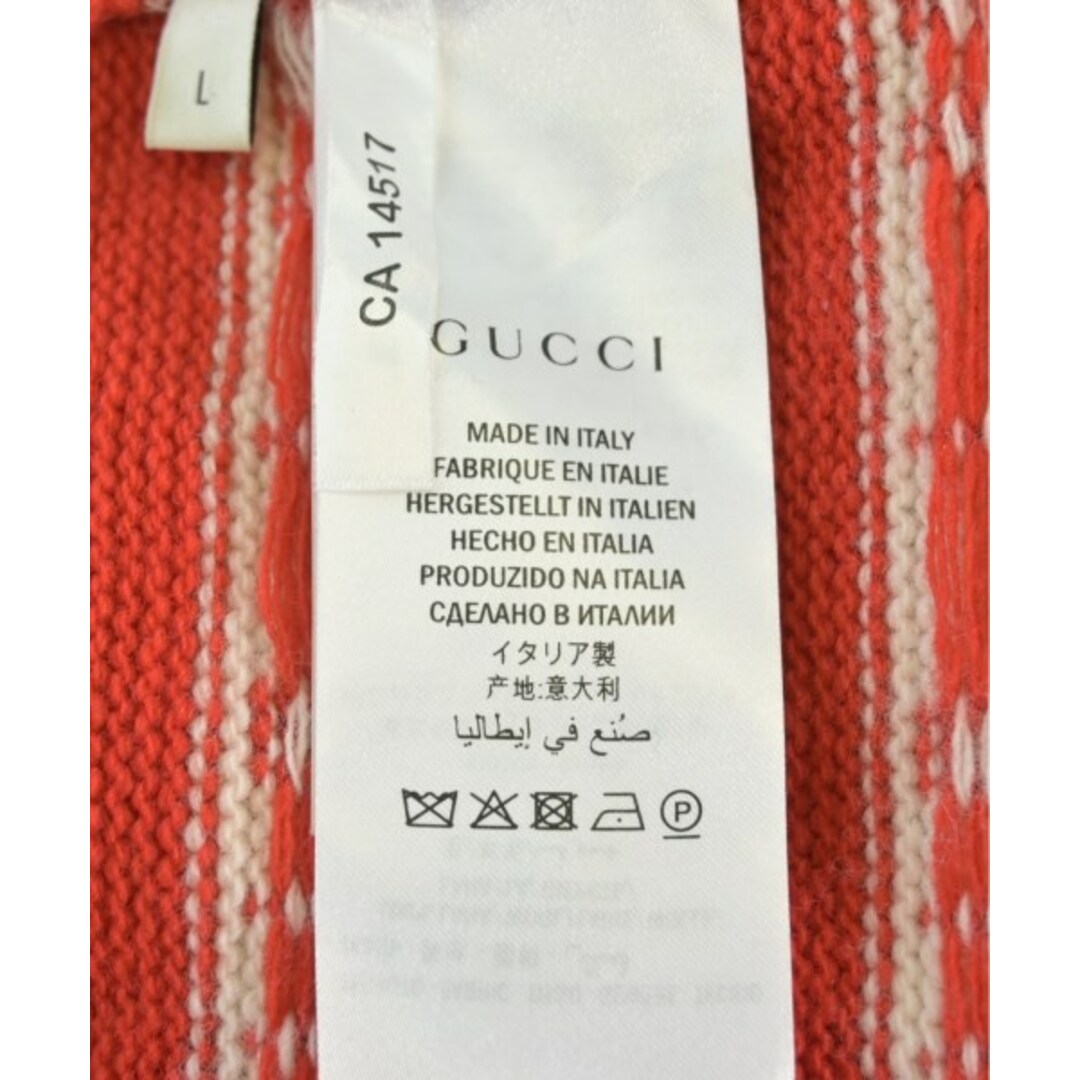 L
CA 14517
GUCCI
MADE IN ITALY
FABRIQUE EN ITALIE
HERGESTELLT IN ITALIEN
HECHO EN ITALIA
PRODUZIDO NA ITALIA
СДЕЛАНО В ИТАЛИИ
イタリア製
产地:意大利
صُنع في إيطاليا
P